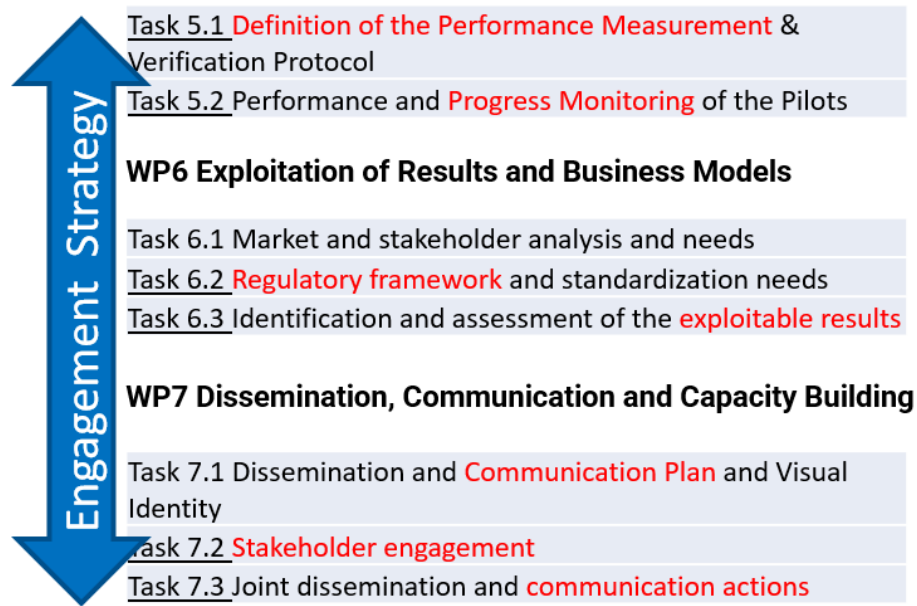 Engagement Strategy
Task 5.1 Definition of the Performance Measurement &
Verification Protocol
Task 5.2 Performance and Progress Monitoring of the Pilots
WP6 Exploitation of Results and Business Models
Task 6.1 Market and stakeholder analysis and needs
Task 6.2 Regulatory framework and standardization needs
Task 6.3 Identification and assessment of the exploitable results
WP7 Dissemination, Communication and Capacity Building
Task 7.1 Dissemination and Communication Plan and Visual
Identity
Task 7.2 Stakeholder engagement
Task 7.3 Joint dissemination and communication actions